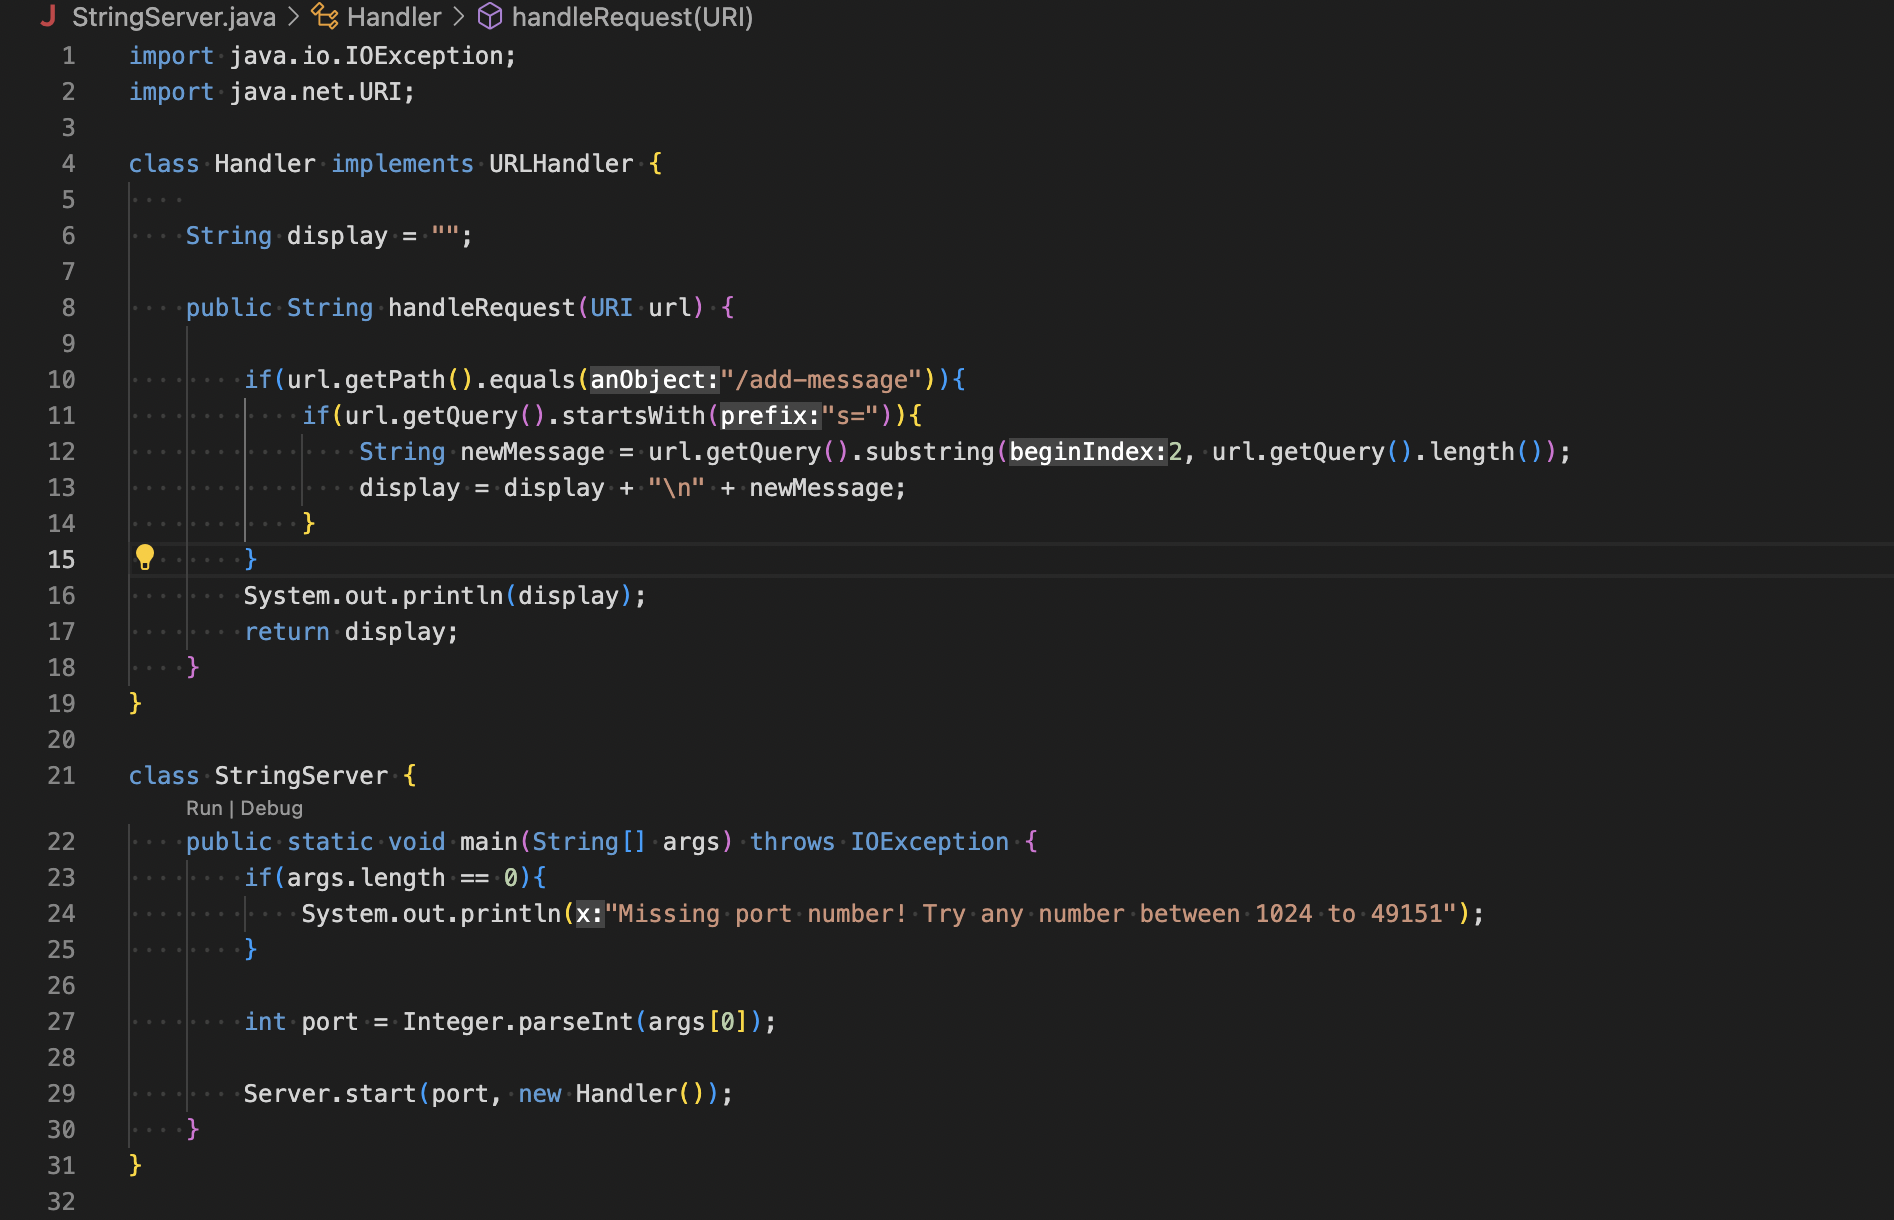 StringServer.java > Handler > handleRequest(URI)
1 import java.io.IOException;
2 import java.net.URI;
3
4 class Handler implements URLHandler {
5
6     String display = "";
7
8     public String handleRequest(URI url) {
9
10         if(url.getPath().equals(anObject:"/add-message")){
11             if(url.getQuery().startsWith(prefix:"s=")){
12                 String newMessage = url.getQuery().substring(beginIndex:2, url.getQuery().length());
13                 display = display + "\n" + newMessage;
14             }
15         }
16         System.out.println(display);
17         return display;
18     }
19 }
20
21 class StringServer {
Run | Debug
22     public static void main(String[] args) throws IOException {
23         if(args.length == 0){
24             System.out.println(x:"Missing port number! Try any number between 1024 to 49151");
25         }
26
27         int port = Integer.parseInt(args[0]);
28
29         Server.start(port, new Handler());
30     }
31 }
32